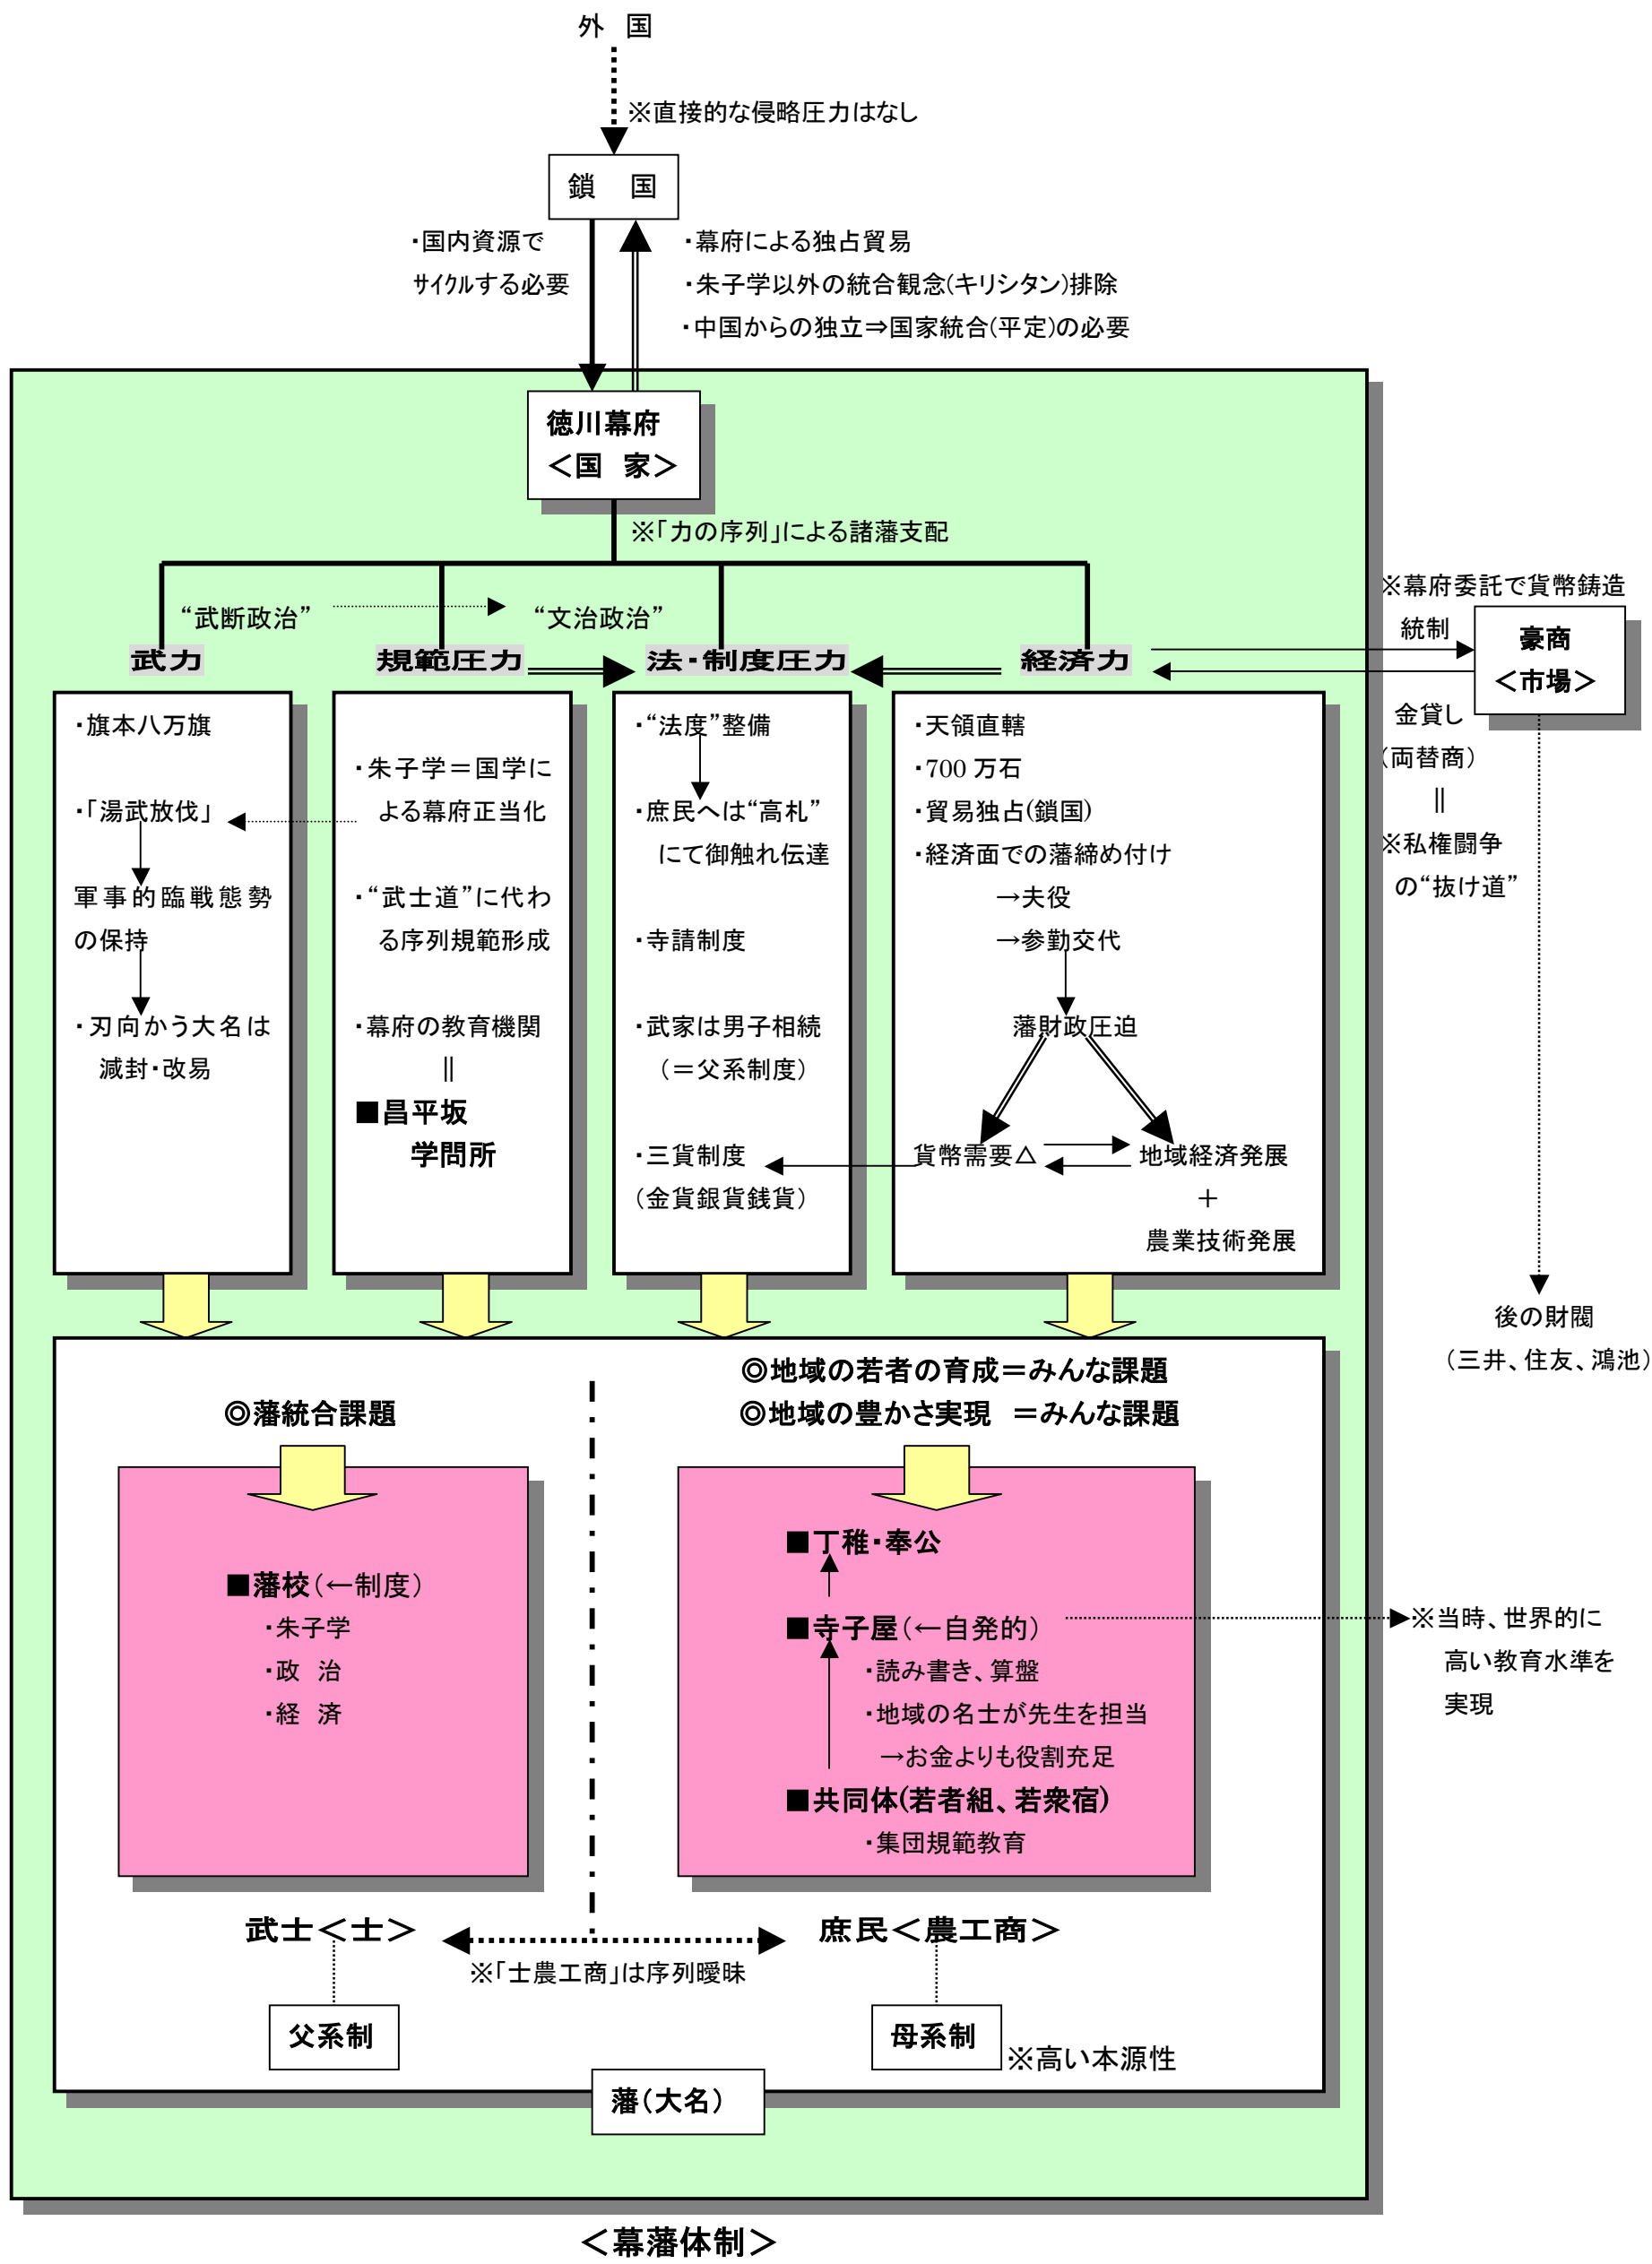 外　国
※直接的な侵略圧力はなし
鎖　国
・国内資源で
サイクルする必要
・幕府による独占貿易
・朱子学以外の統合観念(キリシタン)排除
・中国からの独立⇒国家統合(平定)の必要
徳川幕府
＜国　家＞
※「力の序列」による諸藩支配
“武断政治”
“文治政治”
武力
規範圧力
法・制度圧力
経済力
※幕府委託で貨幣鋳造
統制
豪商
＜市場＞
金貸し
（両替商）
||
※私権闘争
の“抜け道”
後の財閥
（三井、住友、鴻池）
・旗本八万旗
・「湯武放伐」
軍事的臨戦態勢
の保持
・刃向かう大名は
減封・改易
・朱子学＝国学に
よる幕府正当化
・“武士道”に代わ
る序列規範形成
・幕府の教育機関
||
■昌平坂
学問所
・“法度”整備
・庶民へは“高札”
にて御触れ伝達
・寺請制度
・武家は男子相続
（＝父系制度）
・三貨制度
（金貨銀貨銭貨）
・天領直轄
・700 万石
・貿易独占(鎖国)
・経済面での藩締め付け
→夫役
→参勤交代
藩財政圧迫
貨幣需要△
地域経済発展
＋
農業技術発展
◎藩統合課題
■藩校（←制度）
・朱子学
・政　治
・経　済
◎地域の若者の育成＝みんな課題
◎地域の豊かさ実現　＝みんな課題
■丁稚・奉公
■寺子屋（←自発的）
・読み書き、算盤
・地域の名士が先生を担当
→お金よりも役割充足
■共同体(若者組、若衆宿)
・集団規範教育
※当時、世界的に
高い教育水準を
実現
武士＜士＞
庶民＜農工商＞
※「士農工商」は序列曖昧
父系制
母系制
※高い本源性
藩（大名）
＜幕藩体制＞